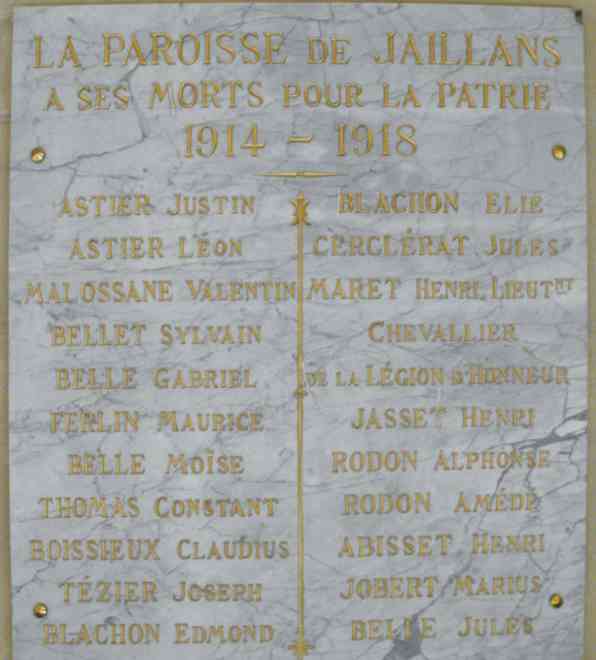 LA PAROISSE DE JAILLANS
A SES MORTS POUR LA PATRIE
1914 - 1918
ASTIER JUSTIN
ASTIER LÉON
MALOSSANE VALENTIN
BELLET SYLVAIN
BELLE GABRIEL
FERLIN MAURICE
BELLE MOÏSE
THOMAS CONSTANT
BOISSIEUX CLAUDIUS
TÉZIER JOSEPH
BLACHON EDMOND
BLACHON ELIE
CERCLÉRAT JULES
MARET HENRI, LIEUTNT
CHEVALLIER
DE LA LÉGION D'HONNEUR
JASSET HENRI
RODON ALPHONSE
RODON AMÉDÉ
ABISSET HENRI
JOBERT MARIUS
BELLE JULES